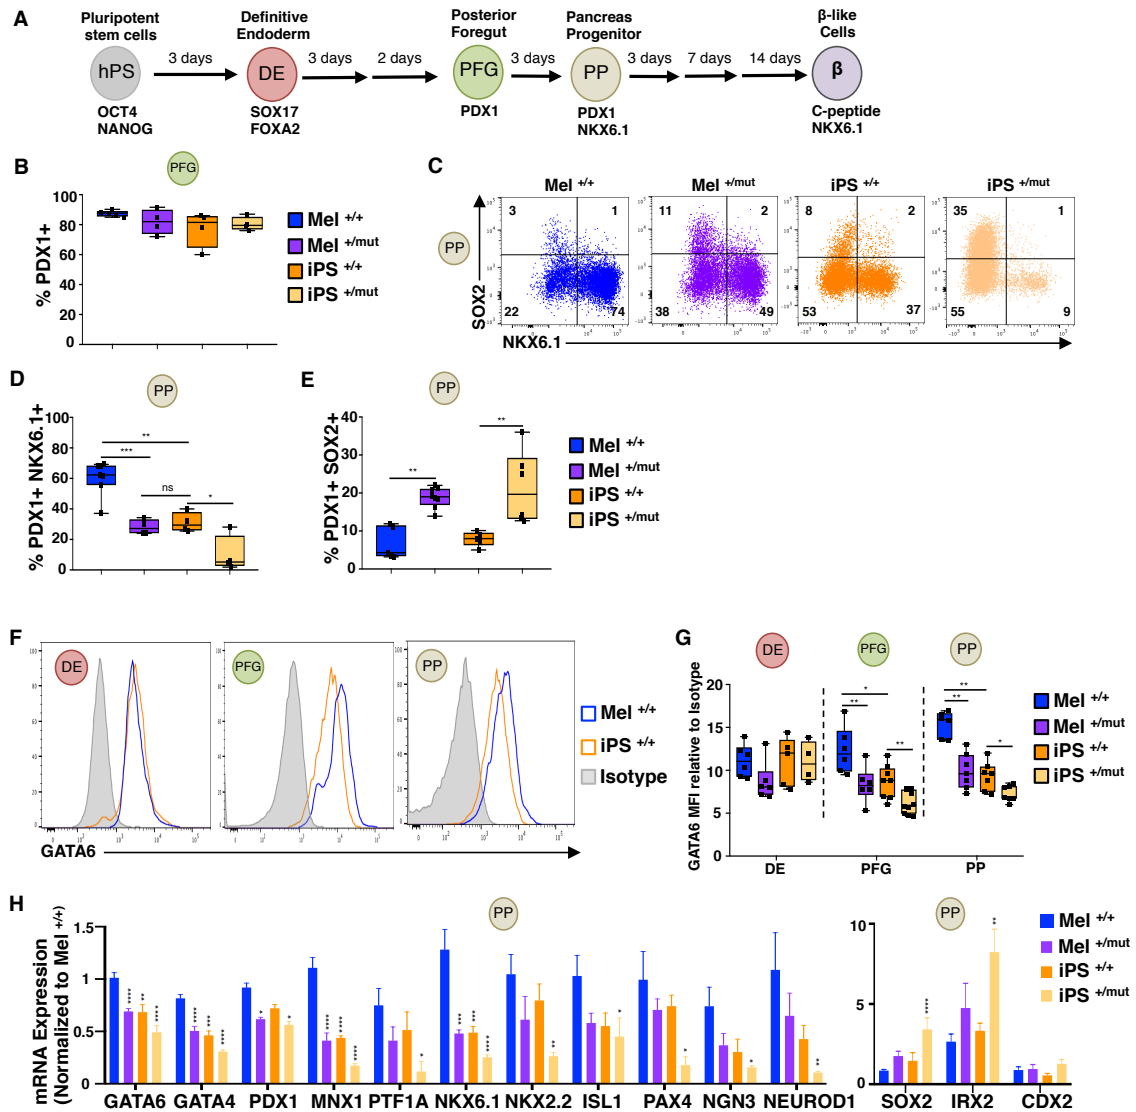 A
Pluripotent
stem cells
Definitive
Endoderm
Posterior
Foregut
Pancreas
Progenitor
β-like
Cells
hPS
3 days
DE
3 days
2 days
PFG
3 days
PP
3 days
7 days
14 days
β
OCT4
NANOG
SOX17
FOXA2
PDX1
PDX1
NKX6.1
C-peptide
NKX6.1
B
PFG
% PDX1+
100
80
60
40
20
0
Mel +/+
Mel +/mut
iPS +/+
iPS +/mut
C
Mel +/+
Mel +/mut
iPS +/+
iPS +/mut
PP
SOX2
3 1
22 74
11 2
38 49
8 2
53 37
35 1
55 9
NKX6.1
D
PP
% PDX1+ NKX6.1+
100
80
60
40
20
0
**
***
ns
*
E
PP
% PDX1+ SOX2+
40
30
20
10
0
**
**
Mel +/+
Mel +/mut
iPS +/+
iPS +/mut
F
DE
PFG
PP
GATA6
Mel +/+
iPS +/+
Isotype
G
DE
PFG
PP
GATA6 MFI relative to Isotype
20
15
10
5
0
*
**
**
**
**
*
DE PFG PP
Mel +/+
Mel +/mut
iPS +/+
iPS +/mut
H
PP
mRNA Expression
(Normalized to Mel +/+)
1.5
1
0.5
0
**** ** ****
**** *** ****
* *
**** **** ****
*
*** *** ****
**
*
*
*
**
GATA6 GATA4 PDX1 MNX1 PTF1A NKX6.1 NKX2.2 ISL1 PAX4 NGN3 NEUROD1
PP
10
5
0
****
**
SOX2 IRX2 CDX2
Mel +/+
Mel +/mut
iPS +/+
iPS +/mut